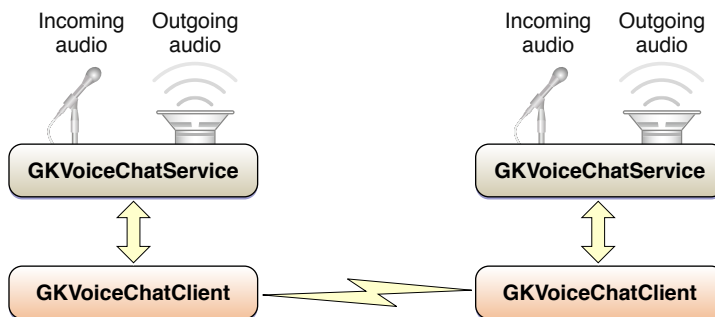 Incoming
audio
Outgoing
audio
Incoming
audio
Outgoing
audio
GKVoiceChatService
GKVoiceChatService
GKVoiceChatClient
GKVoiceChatClient